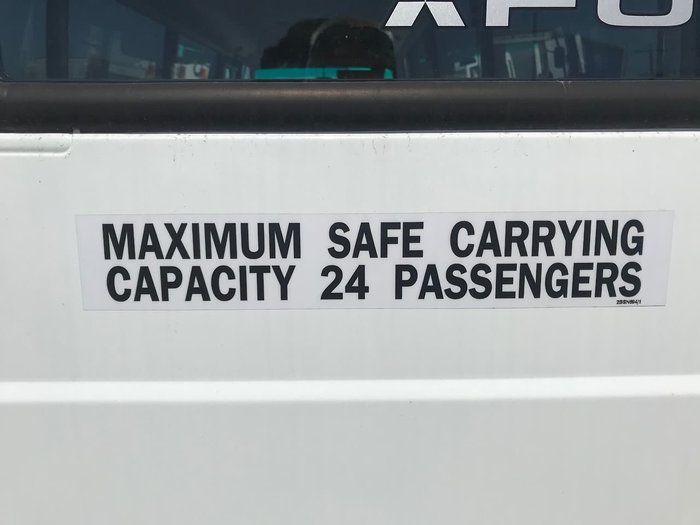 MAXIMUM SAFE CARRYING
CAPACITY 24 PASSENGERS